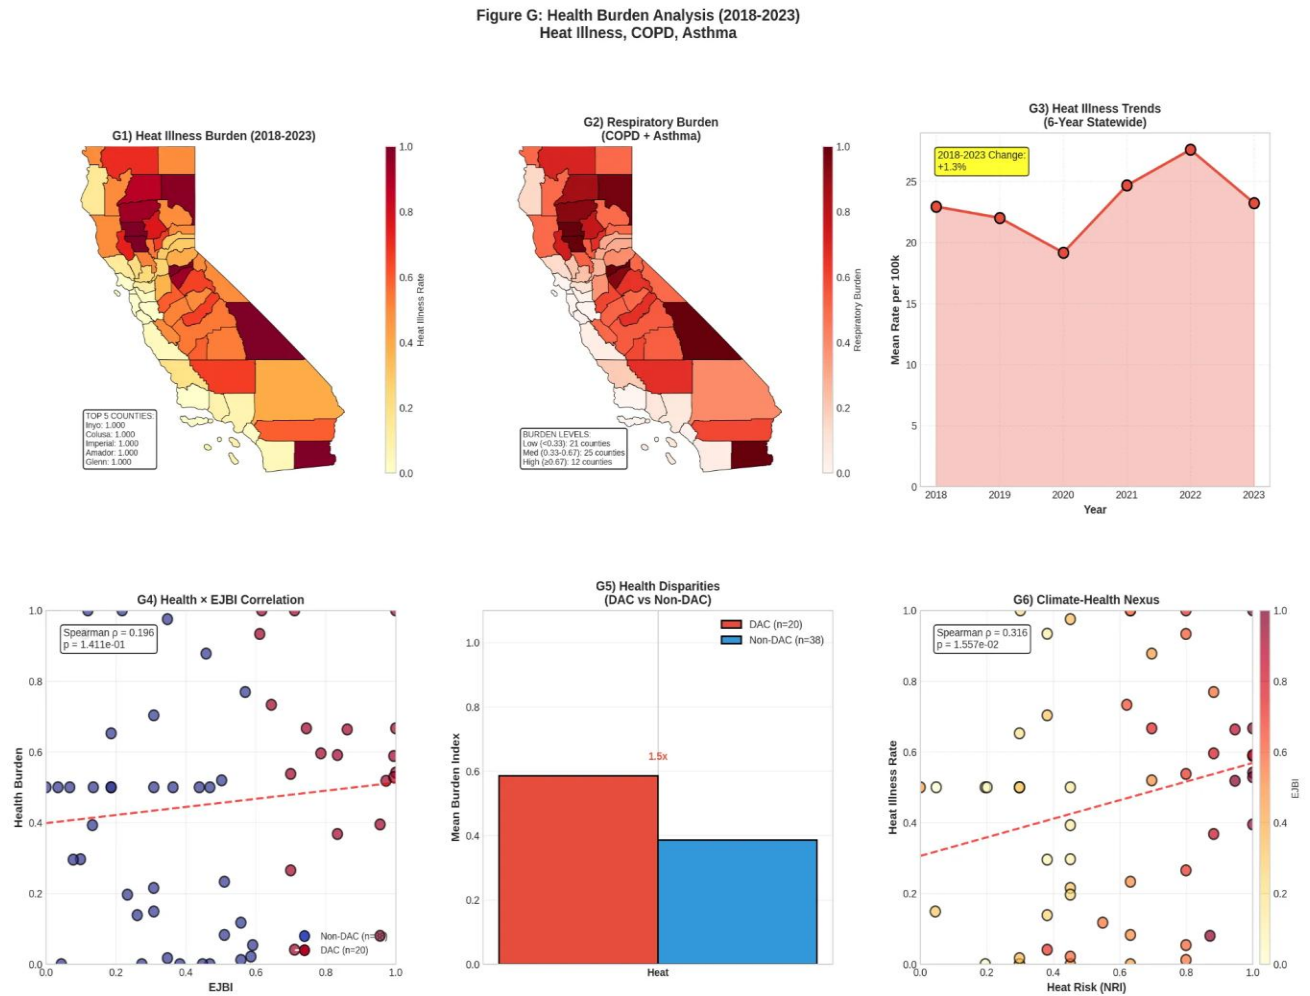 Figure G: Health Burden Analysis (2018-2023)
Heat Illness, COPD, Asthma
G1) Heat Illness Burden (2018-2023)
1.0
0.8
0.6
0.4
0.2
0.0
Heat Illness Rate
TOP 5 COUNTIES:
Inyo: 1.000
Colusa: 1.000
Imperial: 1.000
Amador: 1.000
Glenn: 1.000
G2) Respiratory Burden
(COPD + Asthma)
1.0
0.8
0.6
0.4
0.2
0.0
Respiratory Burden
BURDEN LEVELS:
Low (<0.33): 21 counties
Med (0.33-0.67): 25 counties
High (≥0.67): 12 counties
G3) Heat Illness Trends
(6-Year Statewide)
2018-2023 Change:
+1.3%
Mean Rate per 100k
25
20
15
10
5
0
2018 2019 2020 2021 2022 2023
Year
G4) Health × EJBI Correlation
Spearman ρ = 0.196
p = 1.411e-01
Health Burden
1.0
0.8
0.6
0.4
0.2
0.0
Non-DAC (n=
DAC (n=20)
0.0 0.2 0.4 0.6 0.8 1.0
EJBI
G5) Health Disparities
(DAC vs Non-DAC)
DAC (n=20)
Non-DAC (n=38)
Mean Burden Index
1.0
0.8
0.6
0.4
0.2
0.0
1.5x
Heat
G6) Climate-Health Nexus
Spearman ρ = 0.316
p = 1.557e-02
Heat Illness Rate
1.0
0.8
0.6
0.4
0.2
0.0
0.0 0.2 0.4 0.6 0.8 1.0
Heat Risk (NRI)
1.0
0.8
0.6
0.4
0.2
0.0
EJBI